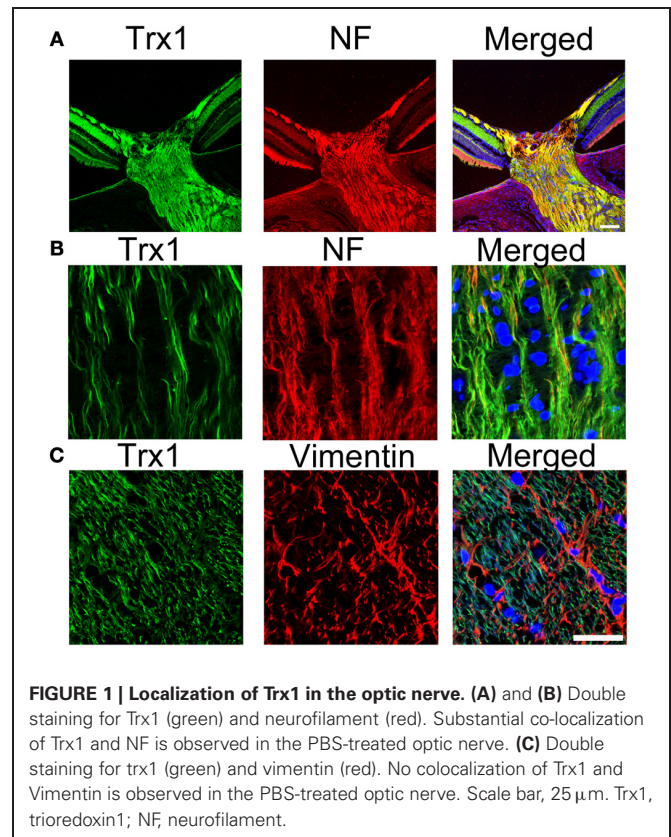 A Trx1 NF Merged
B Trx1 NF Merged
C Trx1 Vimentin Merged
FIGURE 1 | Localization of Trx1 in the optic nerve. (A) and (B) Double
staining for Trx1 (green) and neurofilament (red). Substantial co-localization
of Trx1 and NF is observed in the PBS-treated optic nerve. (C) Double
staining for trx1 (green) and vimentin (red). No colocalization of Trx1 and
Vimentin is observed in the PBS-treated optic nerve. Scale bar, 25 μm. Trx1,
trioredoxin1; NF, neurofilament.